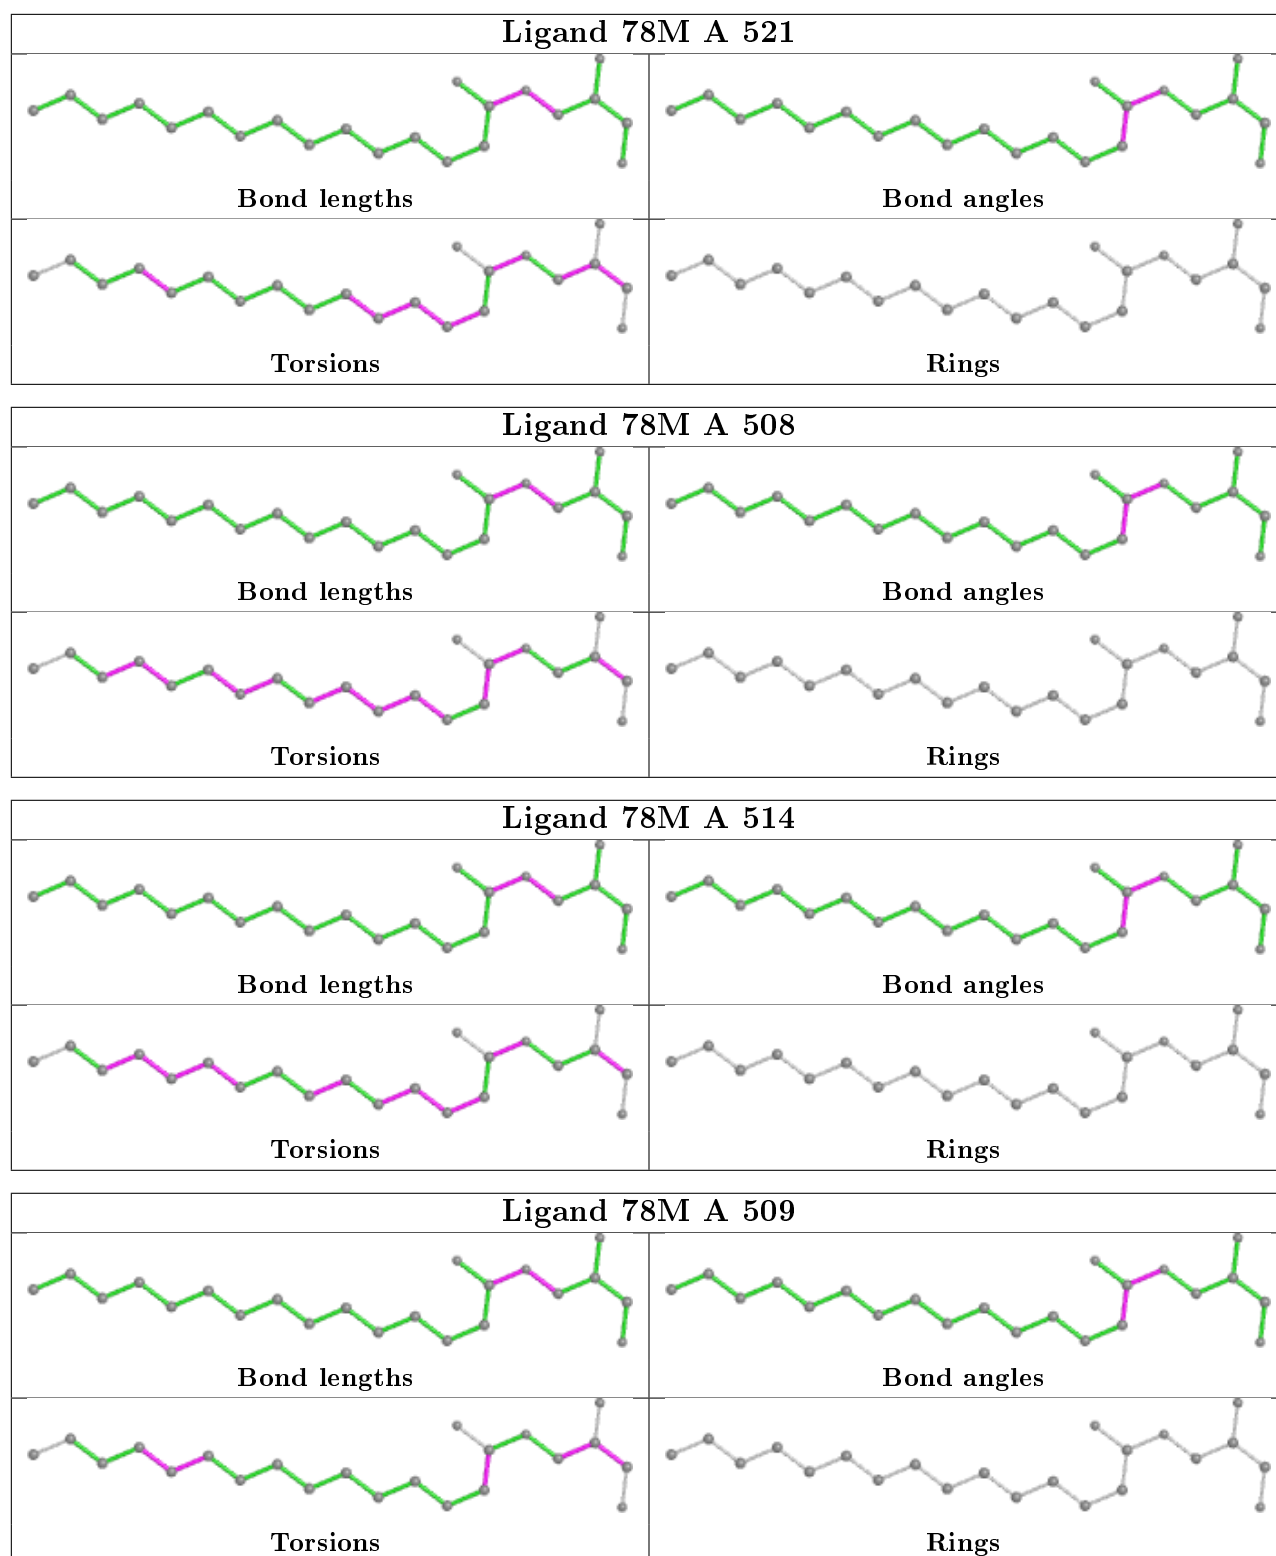 Ligand 78M A 521
Bond lengths
Bond angles
Torsions
Rings
Ligand 78M A 508
Bond lengths
Bond angles
Torsions
Rings
Ligand 78M A 514
Bond lengths
Bond angles
Torsions
Rings
Ligand 78M A 509
Bond lengths
Bond angles
Torsions
Rings